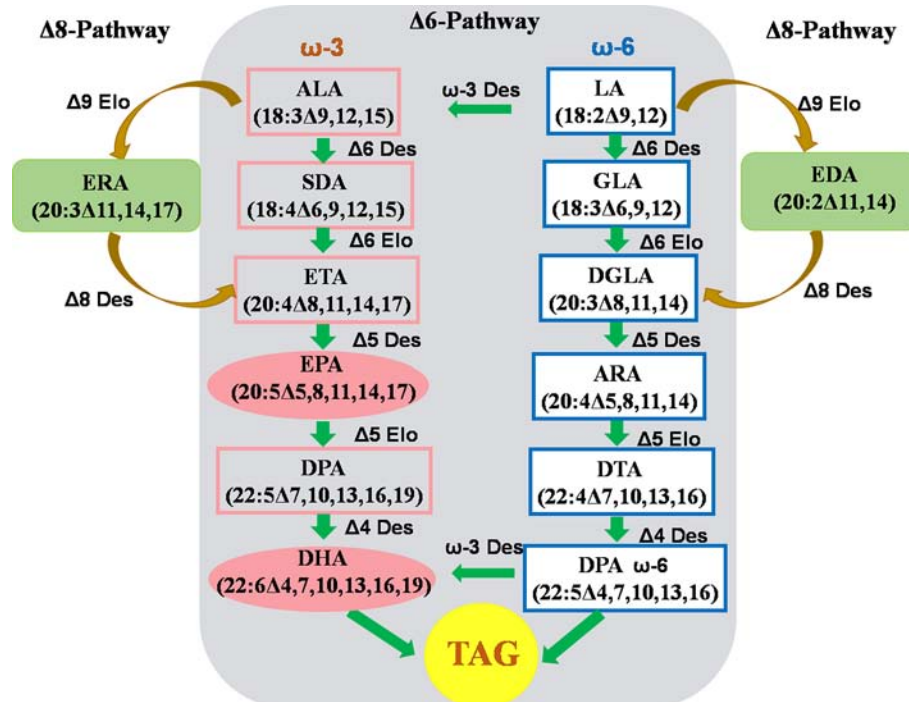 Δ8-Pathway
Δ6-Pathway
Δ8-Pathway
ω-3
ω-6
Δ9 Elo
ALA
(18:3Δ9,12,15)
ω-3 Des
LA
(18:2Δ9,12)
Δ9 Elo
Δ6 Des
Δ6 Des
ERA
(20:3Δ11,14,17)
SDA
(18:4Δ6,9,12,15)
GLA
(18:3Δ6,9,12)
EDA
(20:2Δ11,14)
Δ6 Elo
Δ6 Elo
Δ8 Des
ETA
(20:4Δ8,11,14,17)
DGLA
(20:3Δ8,11,14)
Δ8 Des
Δ5 Des
Δ5 Des
EPA
(20:5Δ5,8,11,14,17)
ARA
(20:4Δ5,8,11,14)
Δ5 Elo
Δ5 Elo
DPA
(22:5Δ7,10,13,16,19)
DTA
(22:4Δ7,10,13,16)
Δ4 Des
Δ4 Des
DHA
(22:6Δ4,7,10,13,16,19)
ω-3 Des
DPA ω-6
(22:5Δ4,7,10,13,16)
TAG